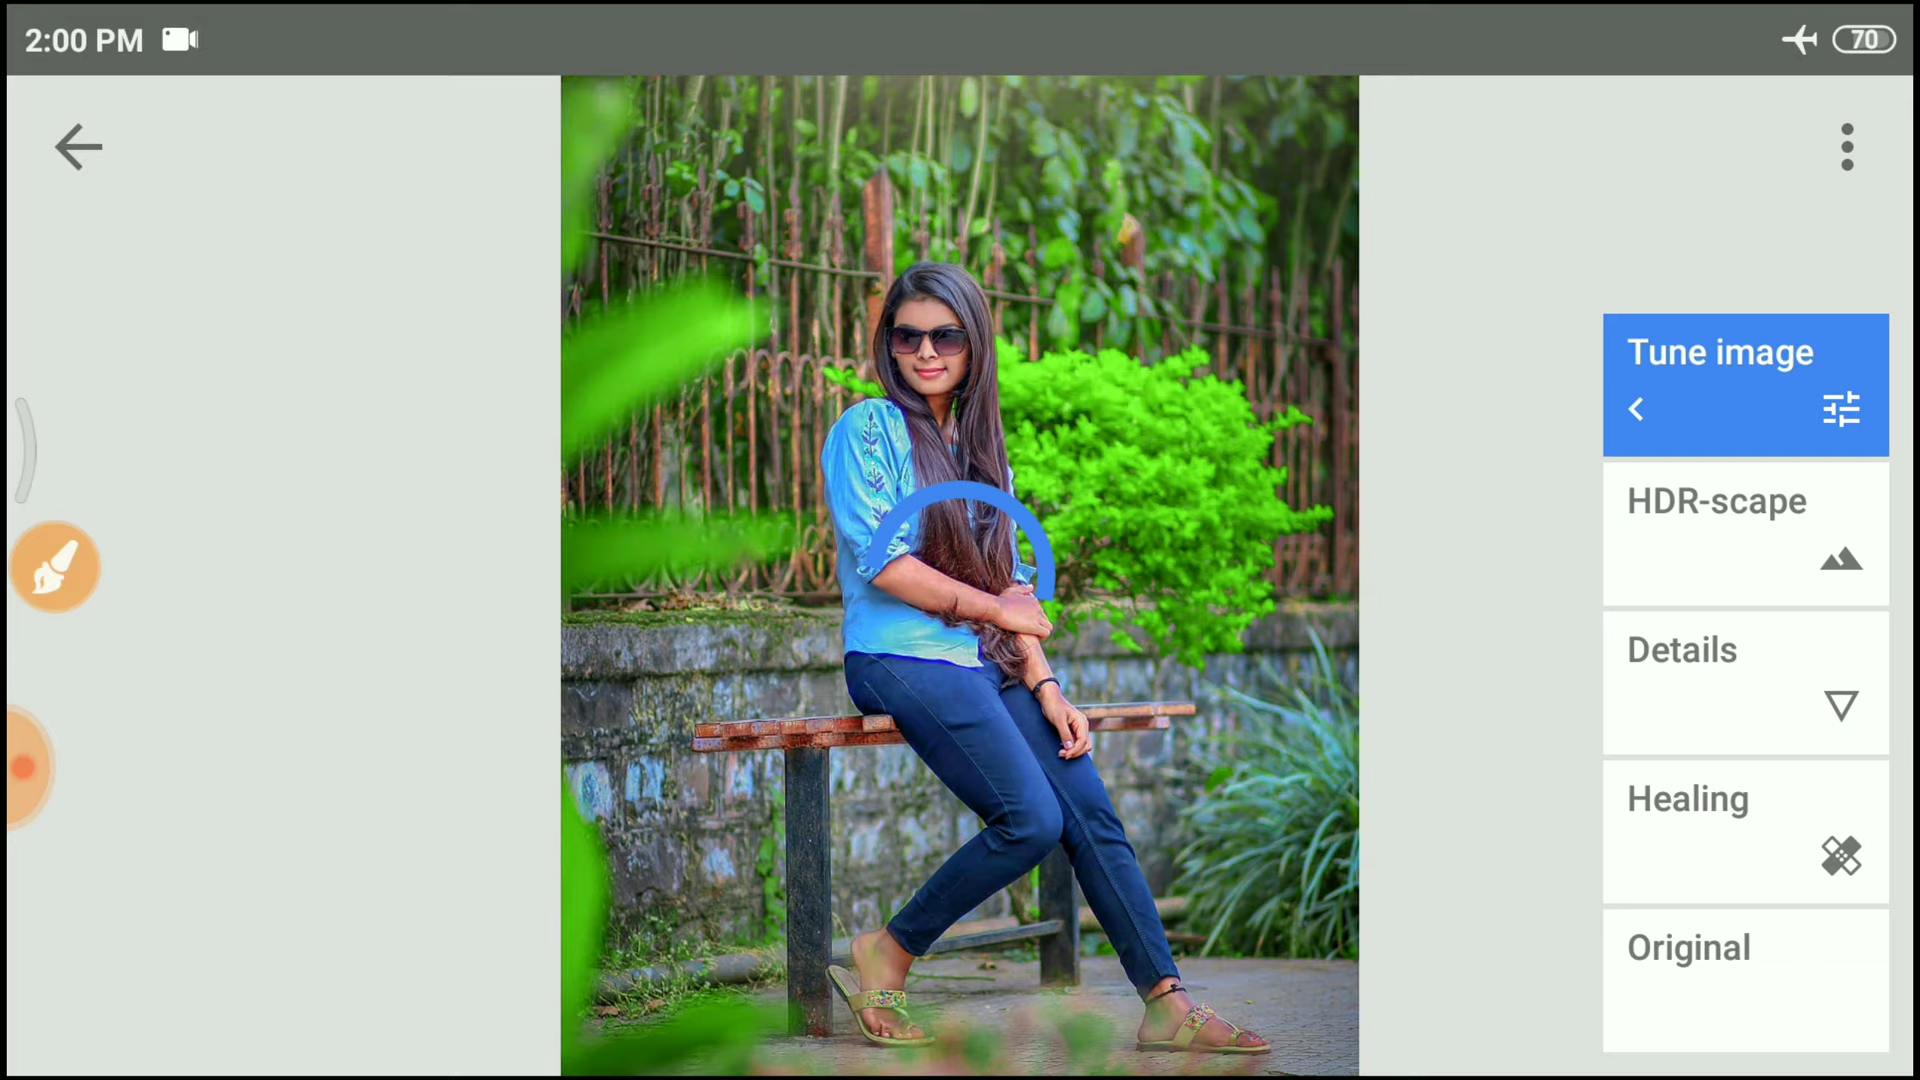 2:00 PM
70
Tune image
HDR-scape
Details
Healing
Original